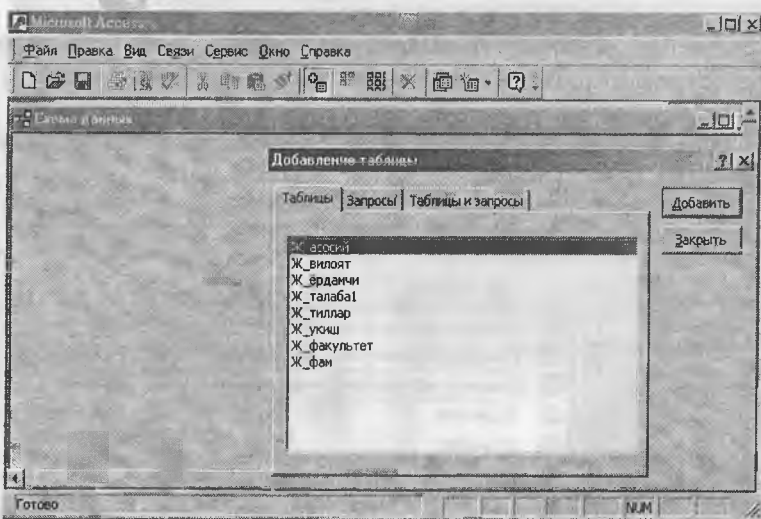 Microsoft Access
Файл Правка Вид Связи Сервис Окно Справка
Схема данных
Добавление таблицы
Таблицы Запросы Таблицы и запросы
Добавить
Закрыть
Ж_асосий
Ж_вилоят
Ж_ёрдамчи
Ж_талаба1
Ж_тиллар
Ж_укиш
Ж_факультет
Ж_фам
Готово
NUM